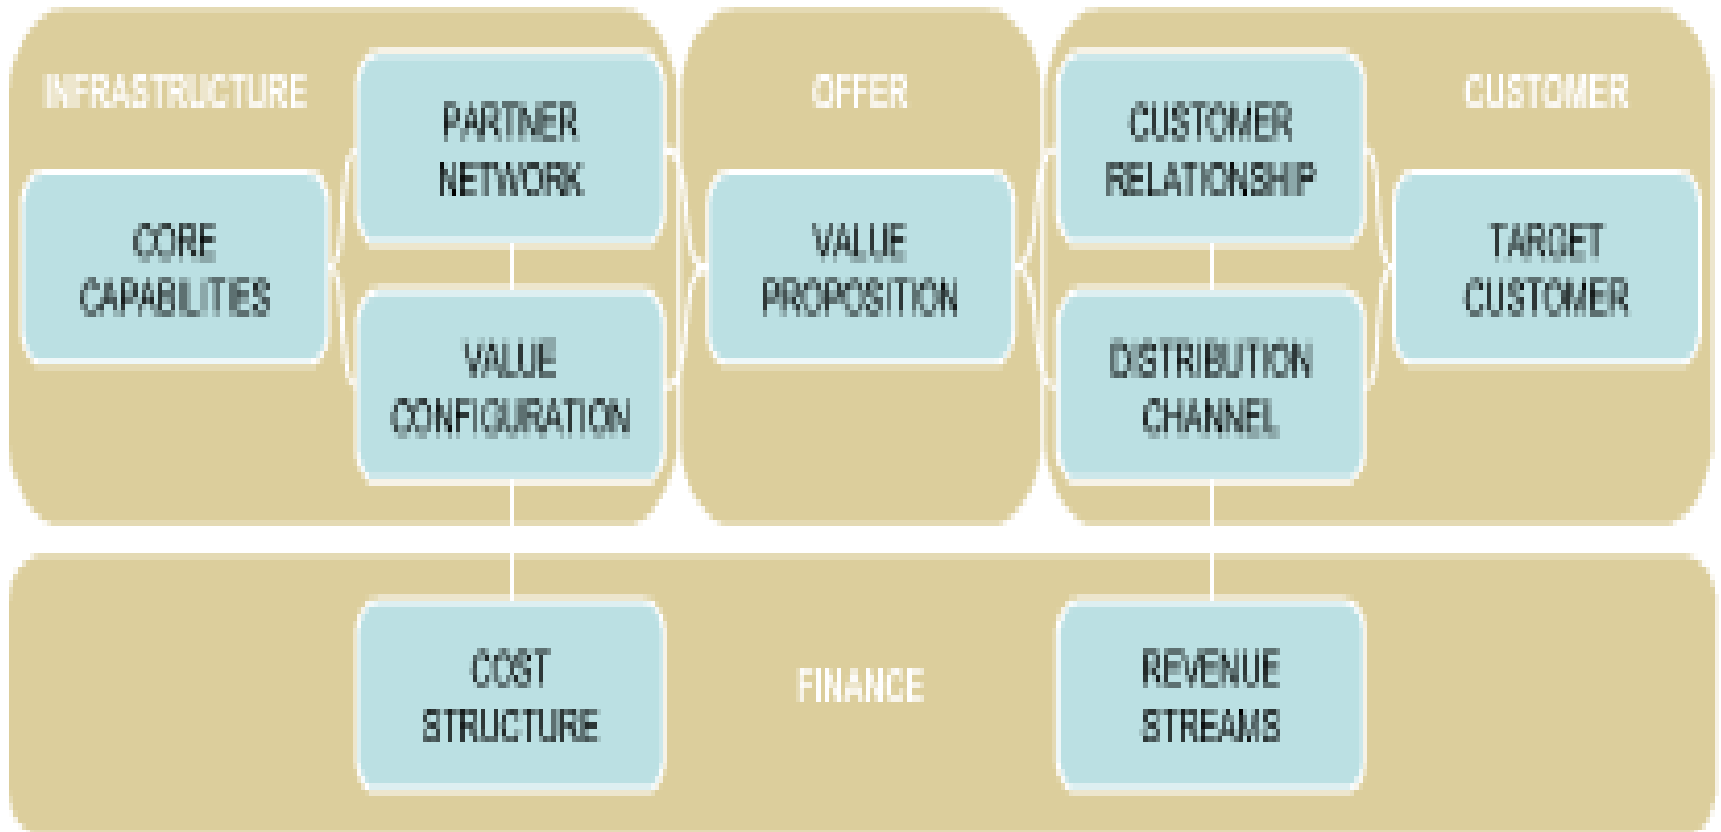 INFRASTRUCTURE
PARTNER
NETWORK
CORE
CAPABILITIES
VALUE
CONFIGURATION
OFFER
VALUE
PROPOSITION
CUSTOMER
CUSTOMER
RELATIONSHIP
DISTRIBUTION
CHANNEL
TARGET
CUSTOMER
COST
STRUCTURE
FINANCE
REVENUE
STREAMS